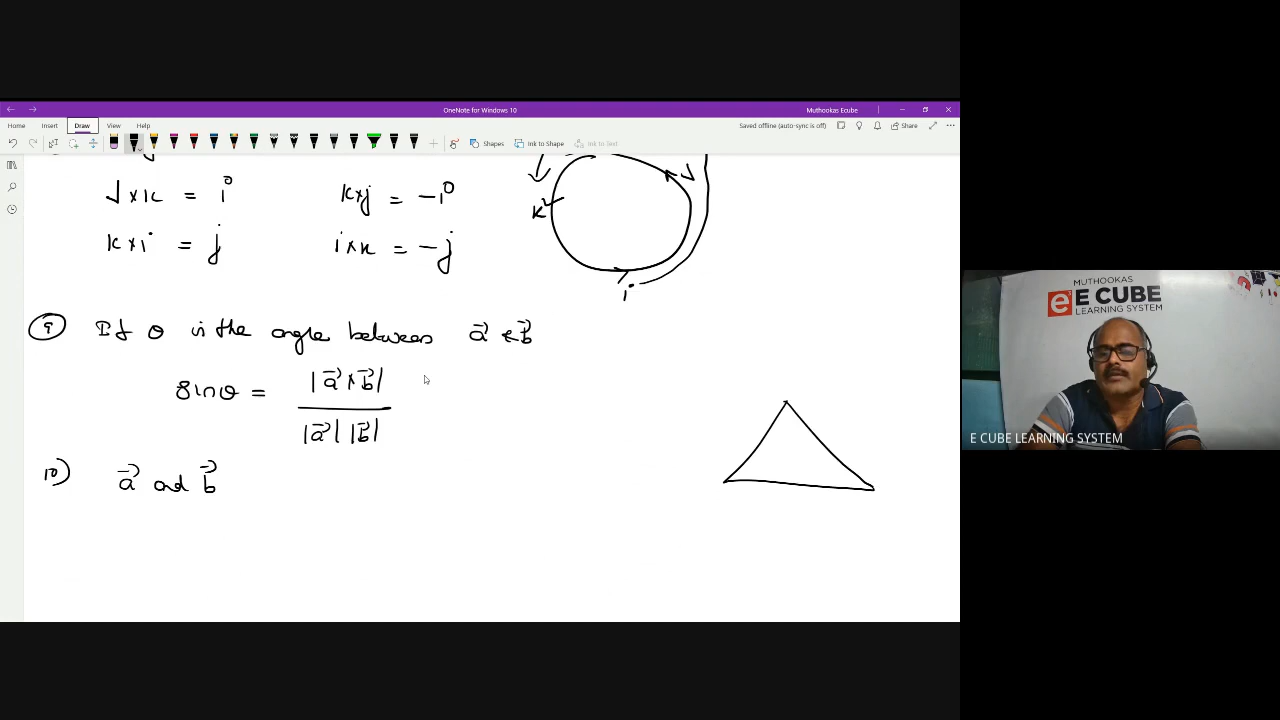 OneNote for Windows 10
Muthookas Ecube
Home Insert Draw View Help
Saved offline (auto-sync is off)
Share
Shapes
Ink to Shape
Ink to Text
j×k = i
k×j = -i
k×i = j
i×k = -j
j
k
i
9 If θ is the angle between a⃗ & b⃗
sinθ = |a⃗×b⃗|
|a⃗| |b⃗|
10) a⃗ and b⃗
MUTHOOKAS
e³ E CUBE
LEARNING SYSTEM
E CUBE LEARNING SYSTEM